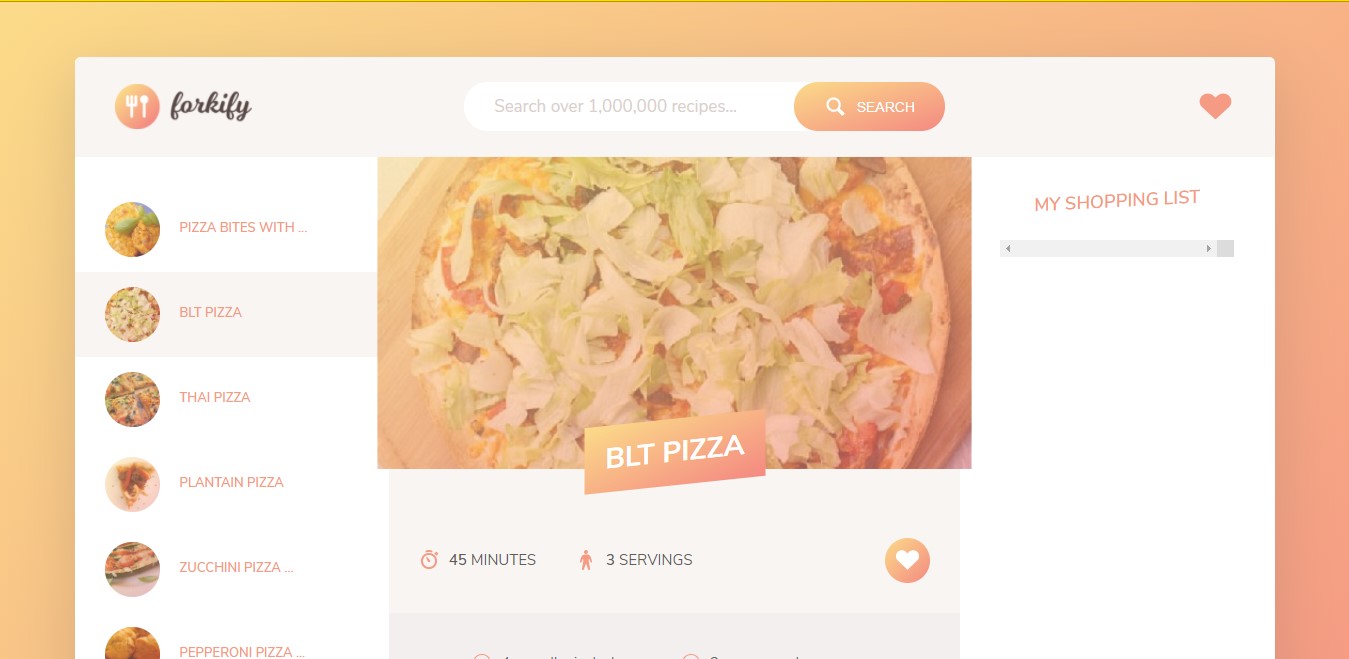 forkify
Search over 1,000,000 recipes...
SEARCH
PIZZA BITES WITH ...
BLT PIZZA
THAI PIZZA
PLANTAIN PIZZA
ZUCCHINI PIZZA ...
PEPPERONI PIZZA ...
BLT PIZZA
45 MINUTES
3 SERVINGS
MY SHOPPING LIST